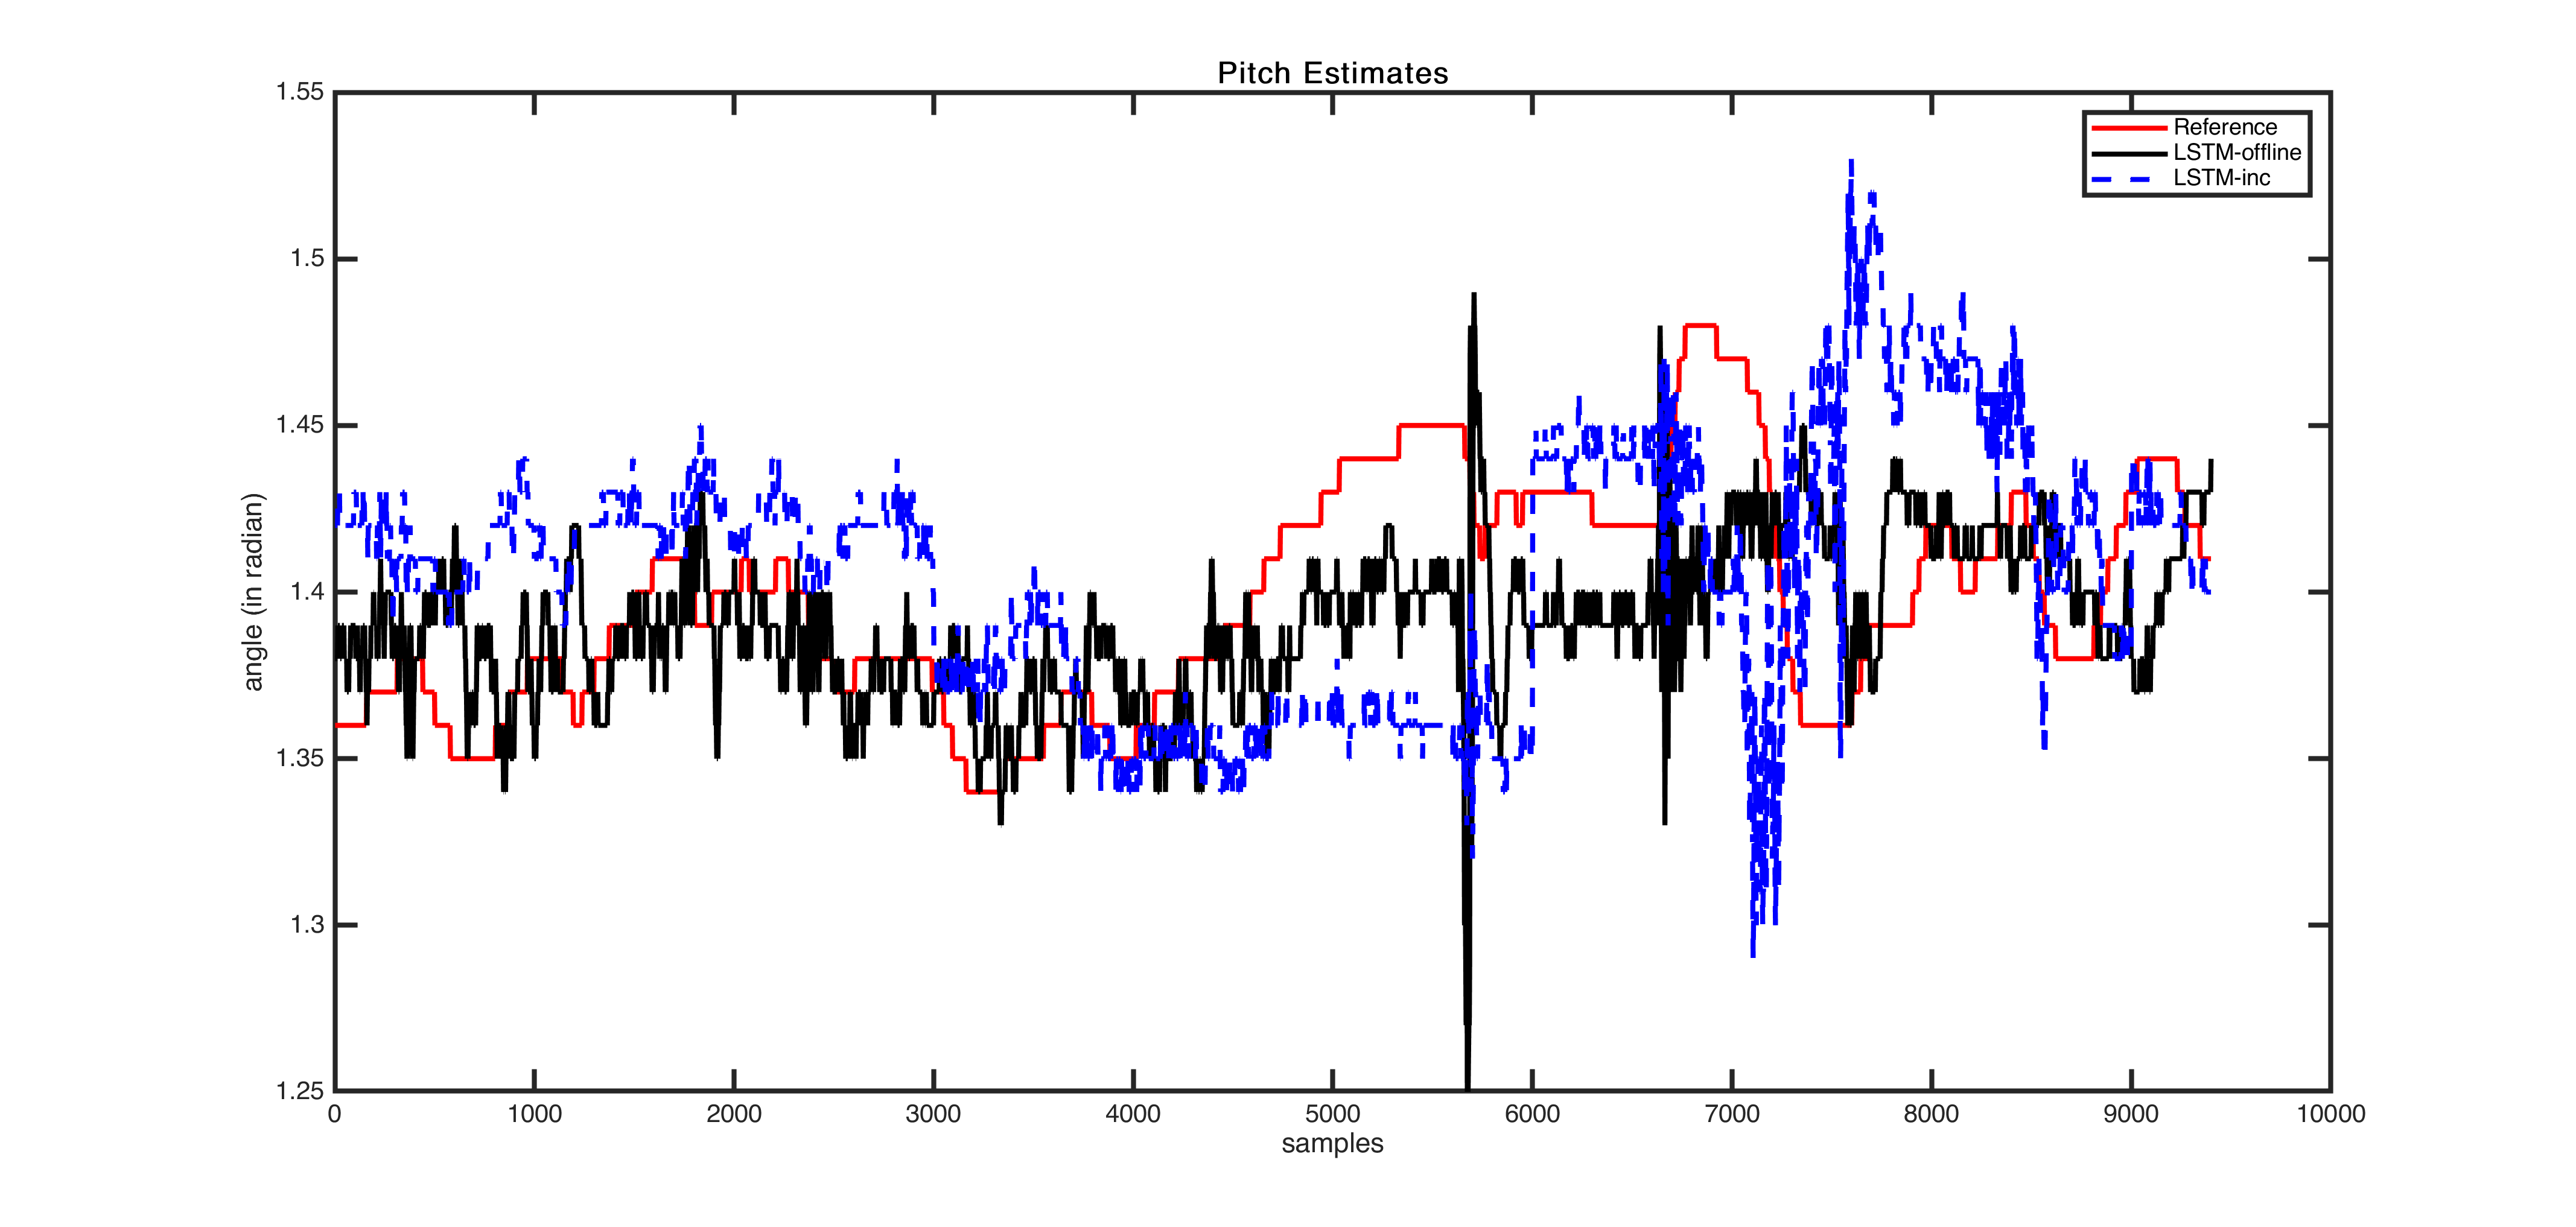 Pitch Estimates
1.55
1.5
1.45
1.4
1.35
1.3
1.25
angle (in radian)
Reference
LSTM-offline
LSTM-inc
0 1000 2000 3000 4000 5000 6000 7000 8000 9000 10000
samples